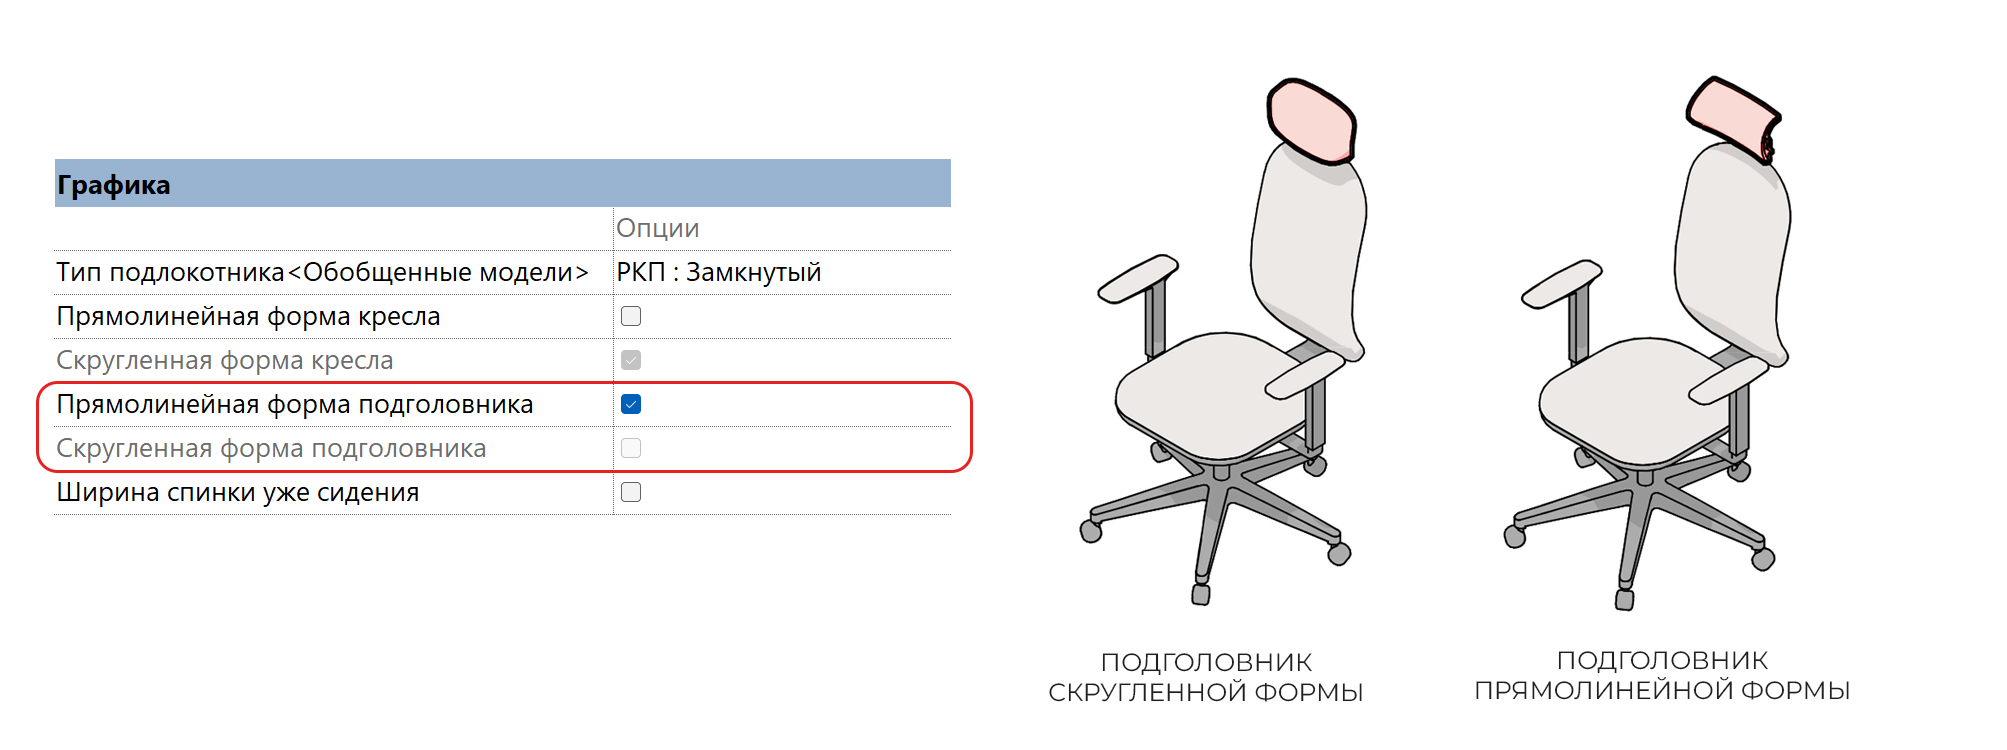 Графика
Опции
Тип подлокотника<Обобщенные модели> РКП : Замкнутый
Прямолинейная форма кресла
Скругленная форма кресла
Прямолинейная форма подголовника
Скругленная форма подголовника
Ширина спинки уже сидения
ПОДГОЛОВНИК
СКРУГЛЕННОЙ ФОРМЫ
ПОДГОЛОВНИК
ПРЯМОЛИНЕЙНОЙ ФОРМЫ